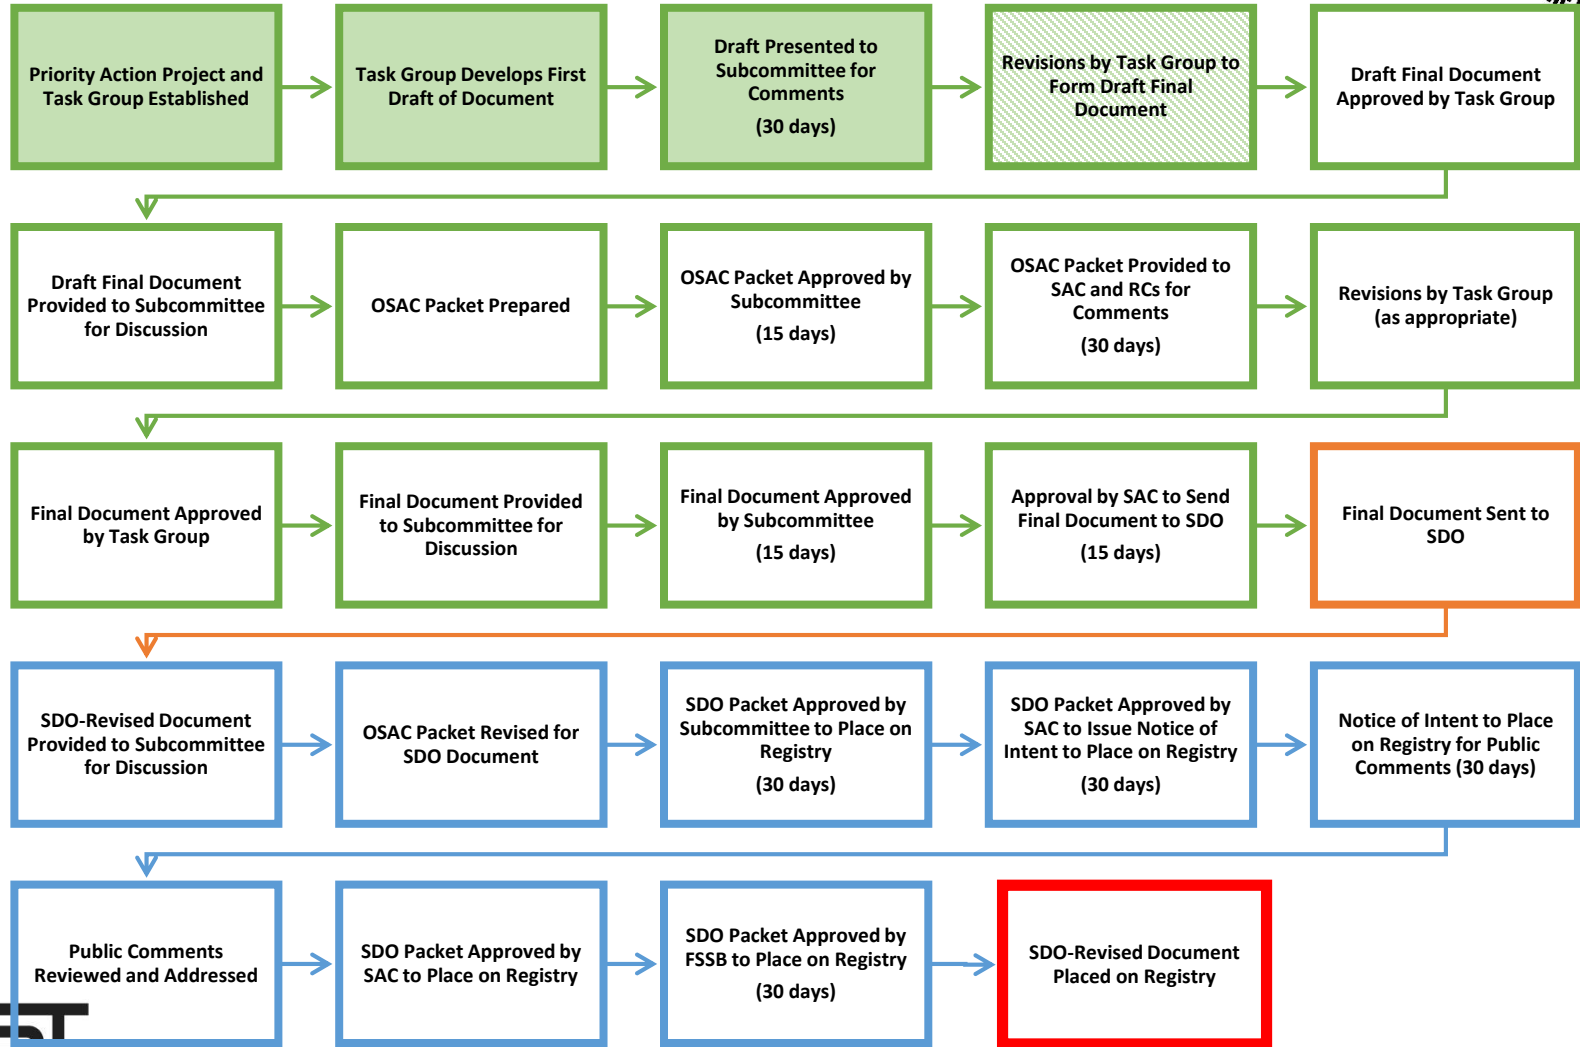 Priority Action Project and
Task Group Established
Task Group Develops First
Draft of Document
Draft Presented to
Subcommittee for
Comments
(30 days)
Revisions by Task Group to
Form Draft Final
Document
Draft Final Document
Approved by Task Group
Draft Final Document
Provided to Subcommittee
for Discussion
OSAC Packet Prepared
OSAC Packet Approved by
Subcommittee
(15 days)
OSAC Packet Provided to
SAC and RCs for
Comments
(30 days)
Revisions by Task Group
(as appropriate)
Final Document Approved
by Task Group
Final Document Provided
to Subcommittee for
Discussion
Final Document Approved
by Subcommittee
(15 days)
Approval by SAC to Send
Final Document to SDO
(15 days)
Final Document Sent to
SDO
SDO-Revised Document
Provided to Subcommittee
for Discussion
OSAC Packet Revised for
SDO Document
SDO Packet Approved by
Subcommittee to Place on
Registry
(30 days)
SDO Packet Approved by
SAC to Issue Notice of
Intent to Place on Registry
(30 days)
Notice of Intent to Place
on Registry for Public
Comments (30 days)
Public Comments
Reviewed and Addressed
SDO Packet Approved by
SAC to Place on Registry
SDO Packet Approved by
FSSB to Place on Registry
(30 days)
SDO-Revised Document
Placed on Registry